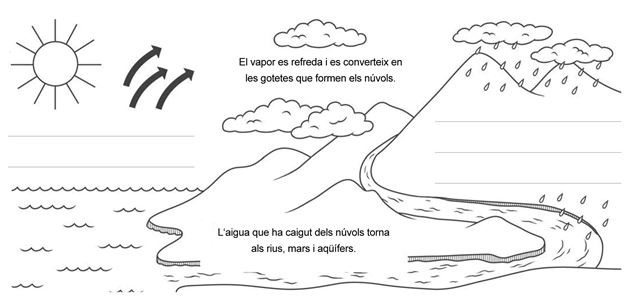 El vapor es refreda i es converteix en
les gotetes que formen els núvols.
L'aigua que ha caigut dels núvols torna
als rius, mars i aqüífers.